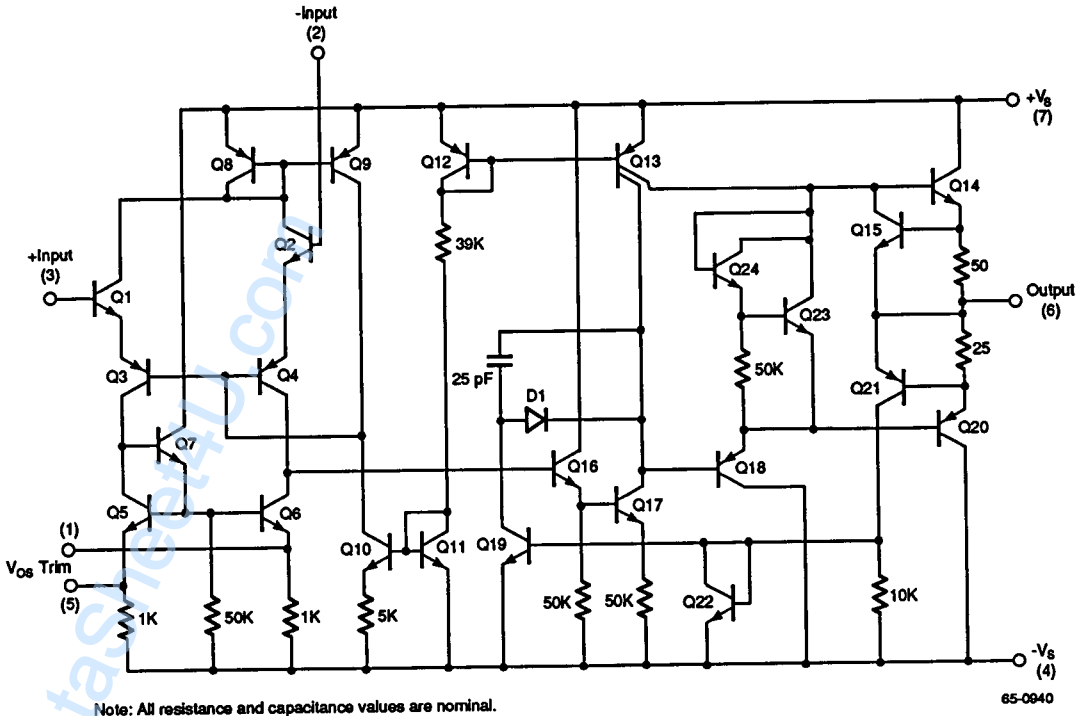 -Input
(2)
+VS
(7)
Q8
Q9
Q12
Q13
Q14
Q2
39K
Q15
+Input
(3)
Q1
Q24
50
Output
(6)
Q23
Q3
Q4
25 pF
50K
25
D1
Q21
Q7
Q16
Q18
Q20
Q5
Q6
Q17
(1)
Q10
Q11
Q19
VOS Trim
(5)
1K
50K
1K
5K
50K
50K
Q22
10K
-VS
(4)
Note: All resistance and capacitance values are nominal.
65-0940
taSheet4U.com